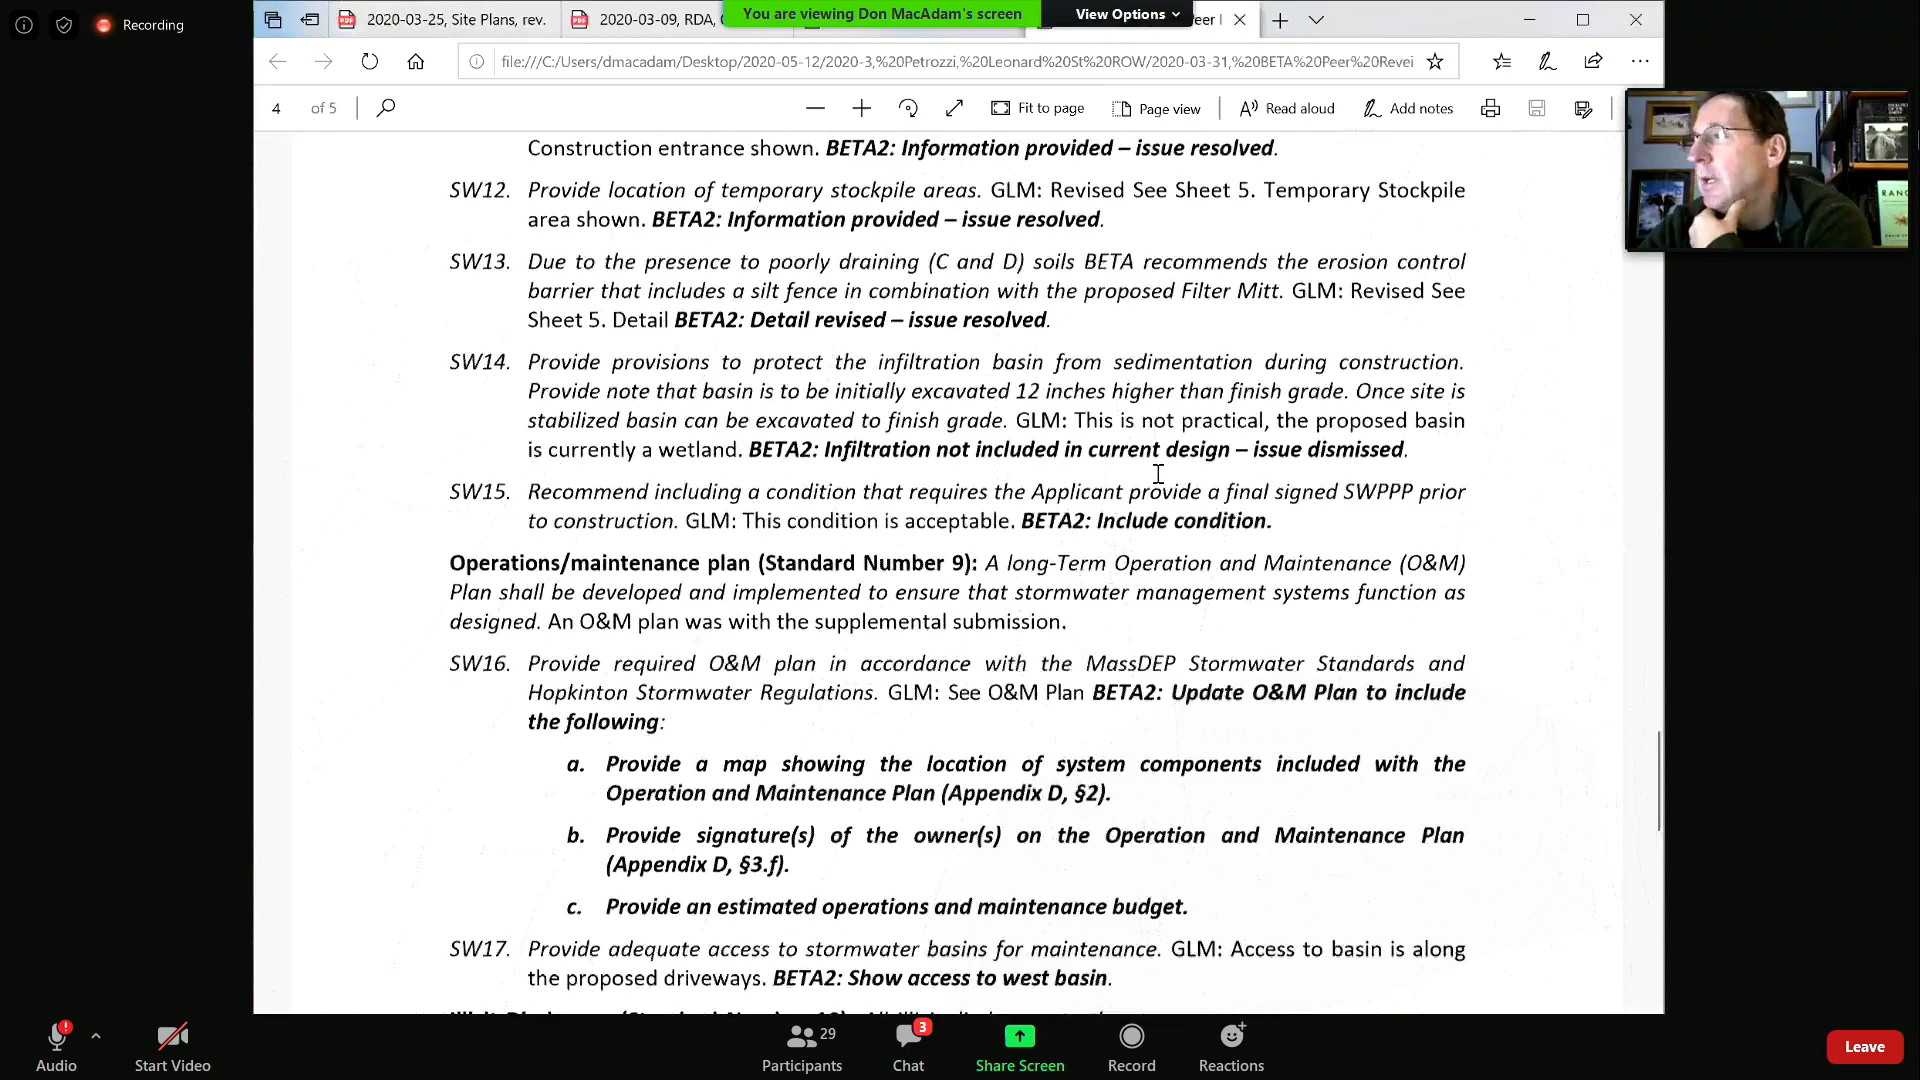 Recording
2020-03-25, Site Plans, rev.
2020-03-09, RDA,
You are viewing Don MacAdam's screen
View Options
file:///C:/Users/dmacadam/Desktop/2020-05-12/2020-3,%20Petrozzi,%20Leonard%20St%20ROW/2020-03-31,%20BETA%20Peer%20Revei
4 of 5
Fit to page
Page view
Read aloud
Add notes
Construction entrance shown. BETA2: Information provided – issue resolved.
SW12. Provide location of temporary stockpile areas. GLM: Revised See Sheet 5. Temporary Stockpile
area shown. BETA2: Information provided – issue resolved.
SW13. Due to the presence to poorly draining (C and D) soils BETA recommends the erosion control
barrier that includes a silt fence in combination with the proposed Filter Mitt. GLM: Revised See
Sheet 5. Detail BETA2: Detail revised – issue resolved.
SW14. Provide provisions to protect the infiltration basin from sedimentation during construction.
Provide note that basin is to be initially excavated 12 inches higher than finish grade. Once site is
stabilized basin can be excavated to finish grade. GLM: This is not practical, the proposed basin
is currently a wetland. BETA2: Infiltration not included in current design – issue dismissed.
SW15. Recommend including a condition that requires the Applicant provide a final signed SWPPP prior
to construction. GLM: This condition is acceptable. BETA2: Include condition.
Operations/maintenance plan (Standard Number 9): A long-Term Operation and Maintenance (O&M)
Plan shall be developed and implemented to ensure that stormwater management systems function as
designed. An O&M plan was with the supplemental submission.
SW16. Provide required O&M plan in accordance with the MassDEP Stormwater Standards and
Hopkinton Stormwater Regulations. GLM: See O&M Plan BETA2: Update O&M Plan to include
the following:
a. Provide a map showing the location of system components included with the
Operation and Maintenance Plan (Appendix D, §2).
b. Provide signature(s) of the owner(s) on the Operation and Maintenance Plan
(Appendix D, §3.f).
c. Provide an estimated operations and maintenance budget.
SW17. Provide adequate access to stormwater basins for maintenance. GLM: Access to basin is along
the proposed driveways. BETA2: Show access to west basin.
Audio
Start Video
29
Participants
3
Chat
Share Screen
Record
Reactions
Leave